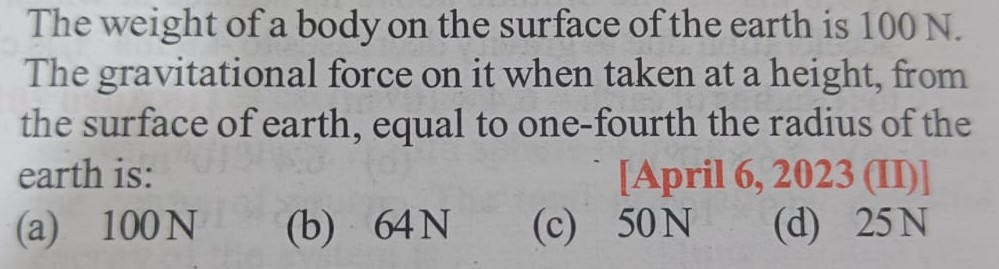 The weight of a body on the surface of the earth is 100 N.
The gravitational force on it when taken at a height, from
the surface of earth, equal to one-fourth the radius of the
earth is: [April 6, 2023 (II)]
(a) 100 N (b) 64 N (c) 50 N (d) 25 N